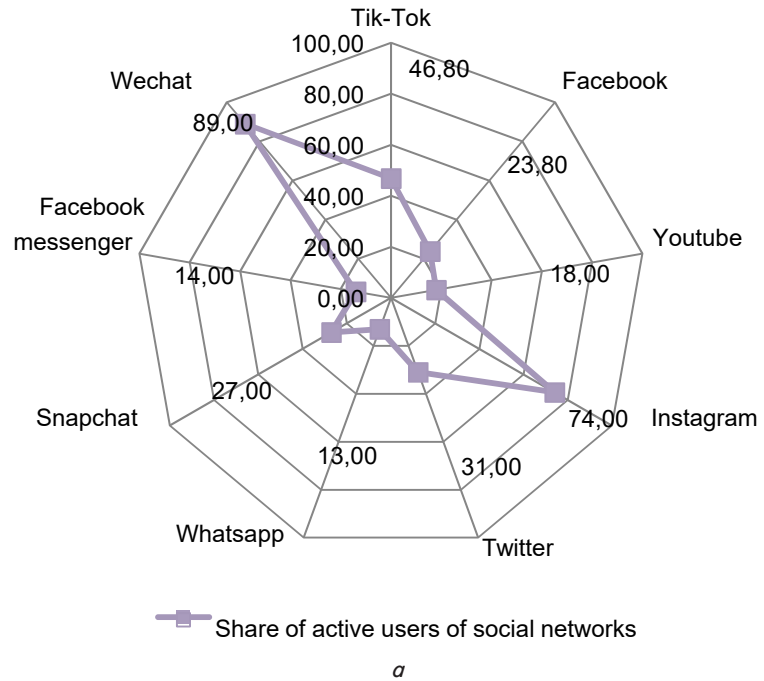 Tik-Tok
100,00
46,80
Wechat
80,00
Facebook
89,00
60,00
23,80
40,00
Facebook
messenger
20,00
Youtube
14,00
18,00
0,00
27,00
Snapchat
74,00
Instagram
13,00
31,00
Whatsapp
Twitter
Share of active users of social networks
a